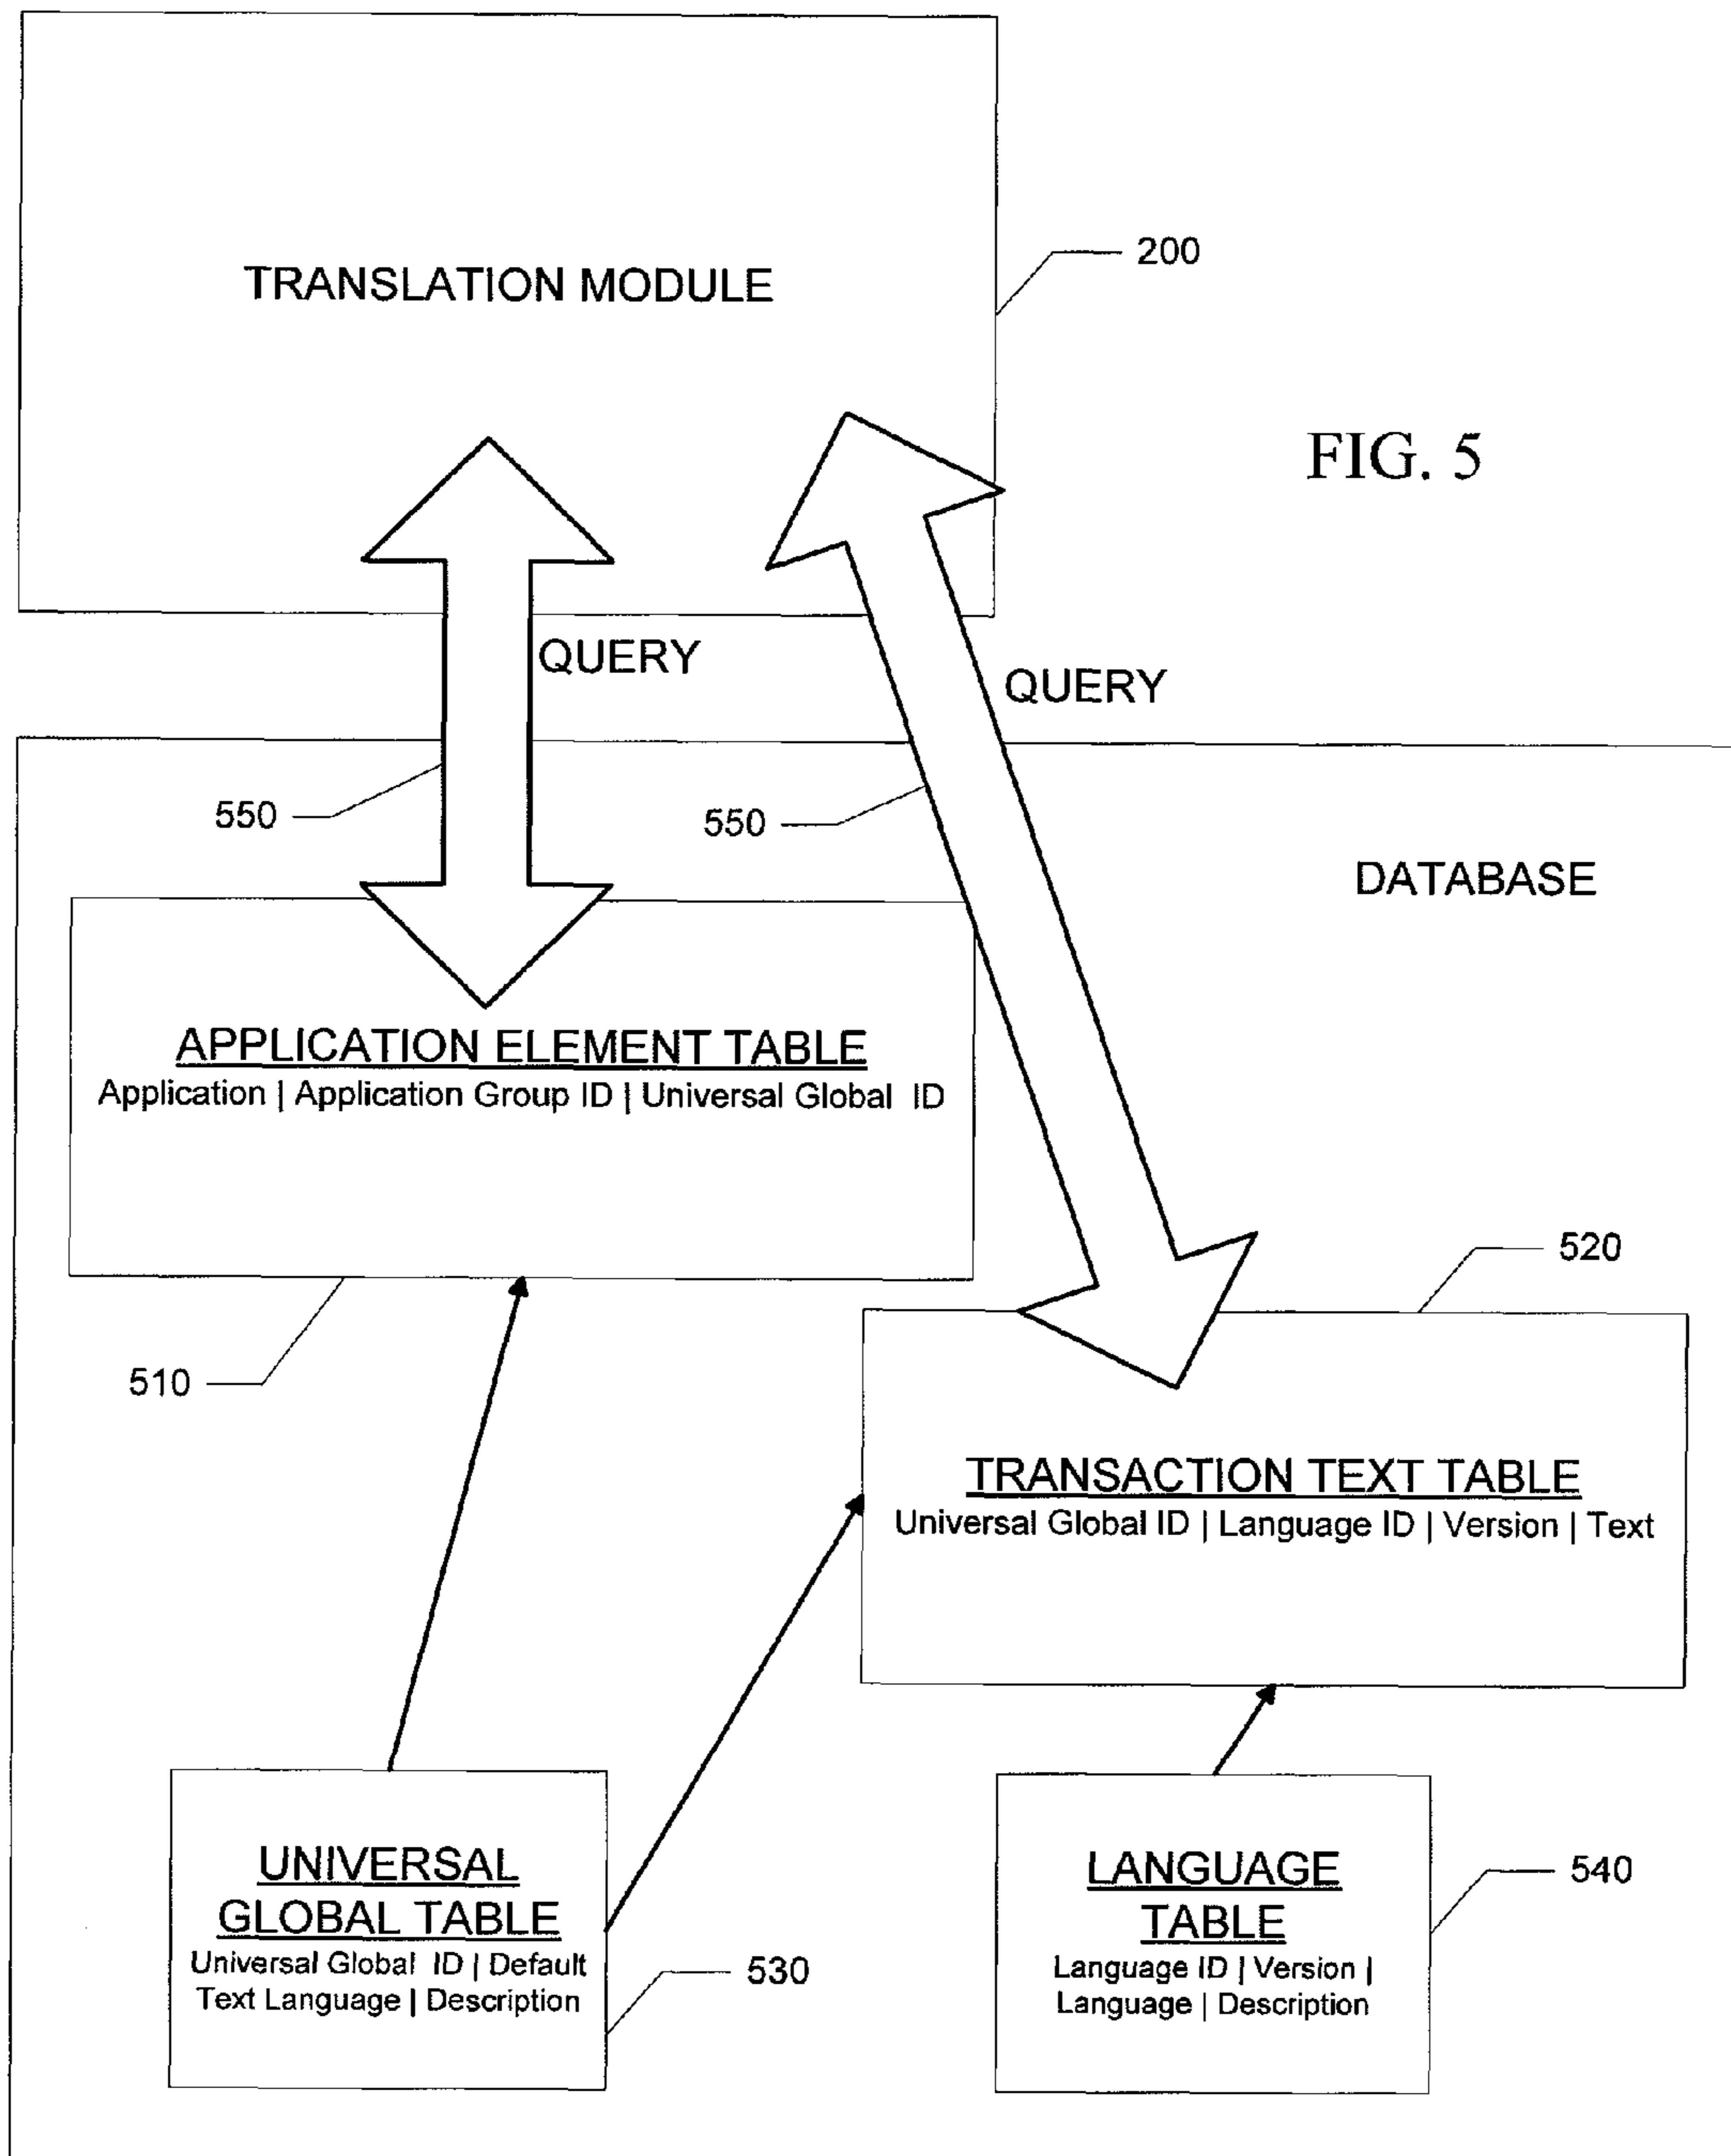 TRANSLATION MODULE
200
FIG. 5
QUERY
QUERY
550
550
DATABASE
APPLICATION ELEMENT TABLE
Application | Application Group ID | Universal Global ID
510
520
TRANSACTION TEXT TABLE
Universal Global ID | Language ID | Version | Text
UNIVERSAL
GLOBAL TABLE
Universal Global ID | Default
Text Language | Description
530
LANGUAGE
TABLE
Language ID | Version |
Language | Description
540